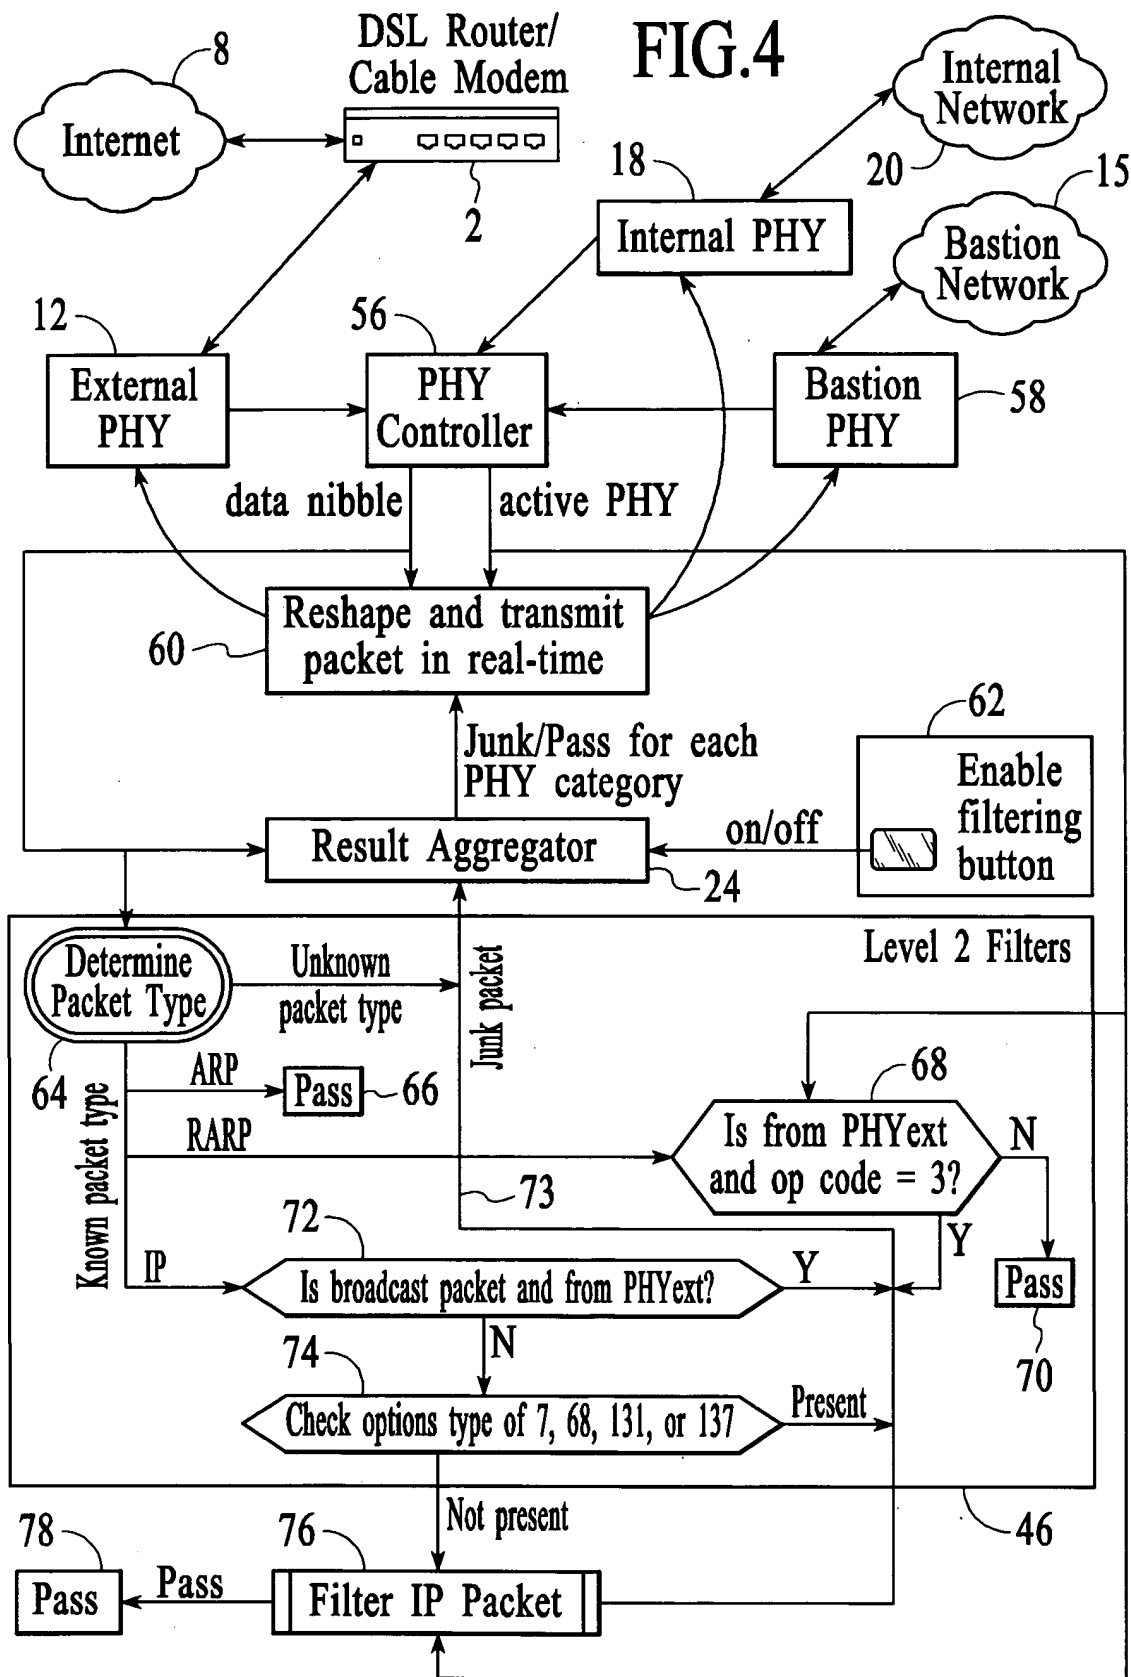 FIG.4
DSL Router/
Cable Modem
8
Internet
2
Internal
Network
20
18
Internal PHY
15
Bastion
Network
12
External
PHY
56
PHY
Controller
Bastion
PHY
58
data nibble
active PHY
Reshape and transmit
packet in real-time
60
Junk/Pass for each
PHY category
62
Enable
filtering
button
on/off
Result Aggregator
24
Level 2 Filters
Determine
Packet Type
64
Unknown
packet type
Junk packet
Known packet type
ARP
Pass
66
RARP
68
Is from PHYext
and op code = 3?
N
Y
Pass
70
73
72
IP
Is broadcast packet and from PHYext?
Y
N
74
Check options type of 7, 68, 131, or 137
Present
Not present
46
78
Pass
Pass
76
Filter IP Packet